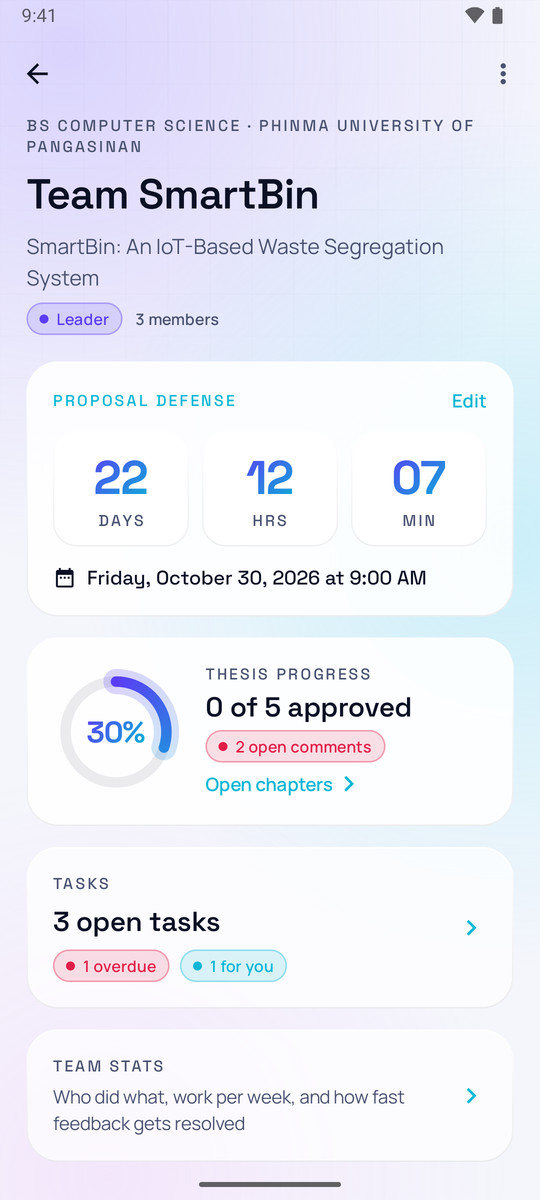 9:41
BS COMPUTER SCIENCE · PHINMA UNIVERSITY OF
PANGASINAN
Team SmartBin
SmartBin: An IoT-Based Waste Segregation
System
Leader
3 members
PROPOSAL DEFENSE
Edit
22
12
07
DAYS
HRS
MIN
Friday, October 30, 2026 at 9:00 AM
30%
THESIS PROGRESS
0 of 5 approved
2 open comments
Open chapters
TASKS
3 open tasks
1 overdue
1 for you
TEAM STATS
Who did what, work per week, and how fast
feedback gets resolved